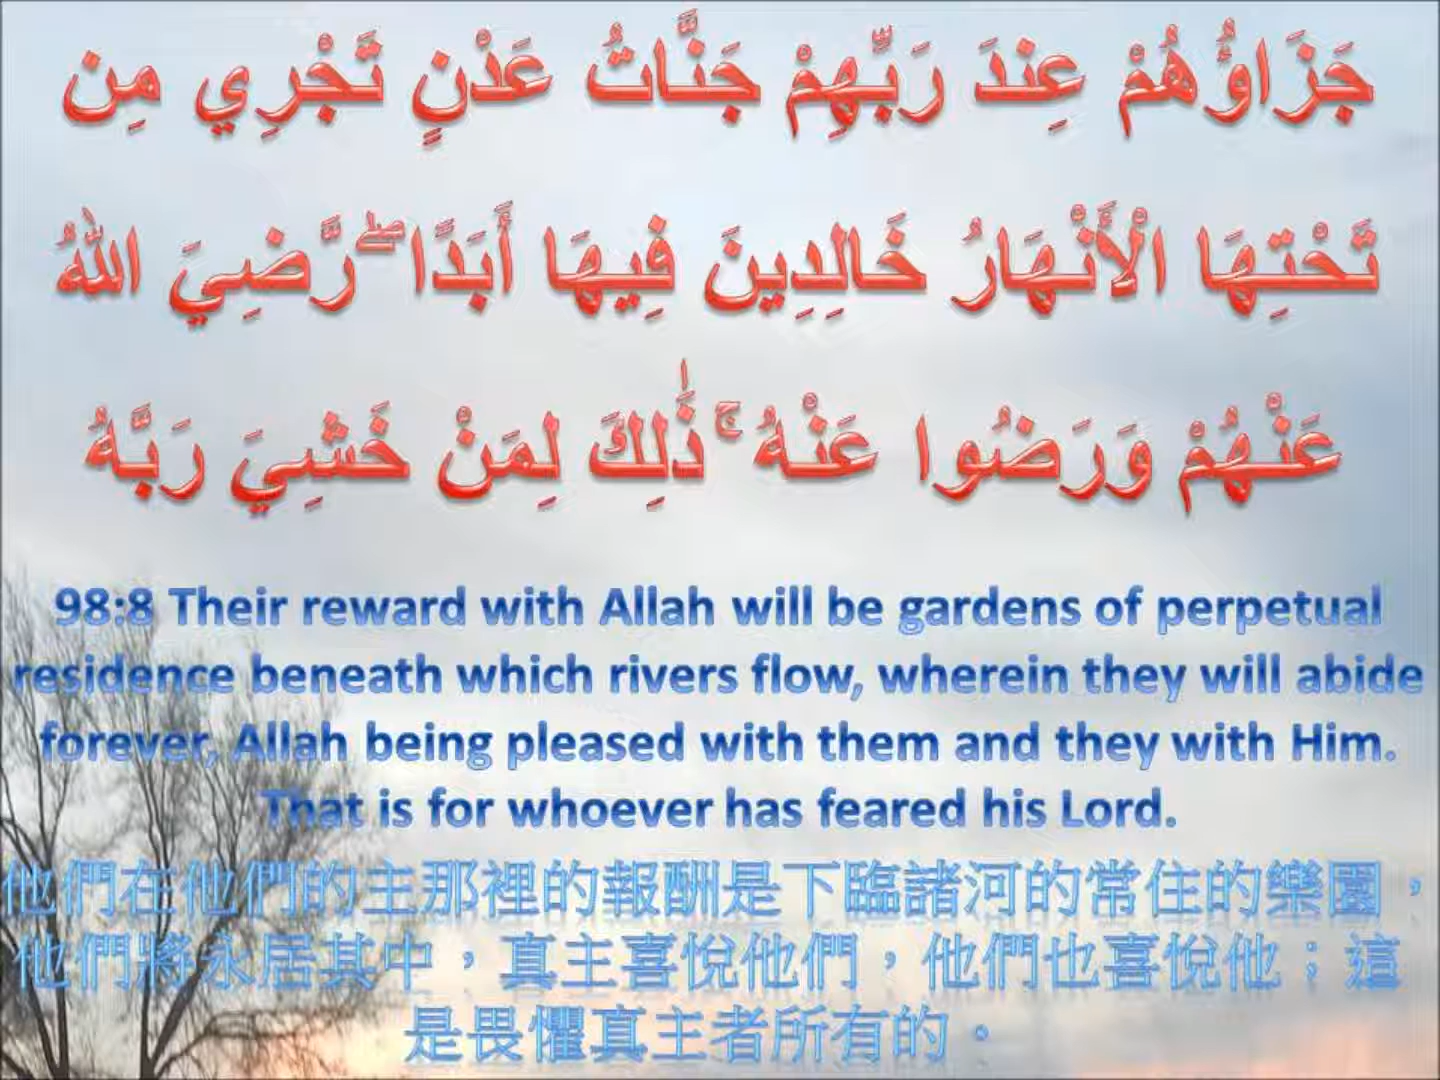 جَزَاؤُهُمْ عِندَ رَبِّهِمْ جَنَّاتُ عَدْنٍ تَجْرِي مِن
تَحْتِهَا الْأَنْهَارُ خَالِدِينَ فِيهَا أَبَدًا ۖ رَّضِيَ اللهُ
عَنْهُمْ وَرَضُوا عَنْهُ ۚ ذَٰلِكَ لِمَنْ خَشِيَ رَبَّهُ
98:8 Their reward with Allah will be gardens of perpetual
residence beneath which rivers flow, wherein they will abide
forever, Allah being pleased with them and they with Him.
That is for whoever has feared his Lord.
他們在他們的主那裡的報酬是下臨諸河的常住的樂園，
他們將永居其中，真主喜悅他們，他們也喜悅他；這
是畏懼真主者所有的。